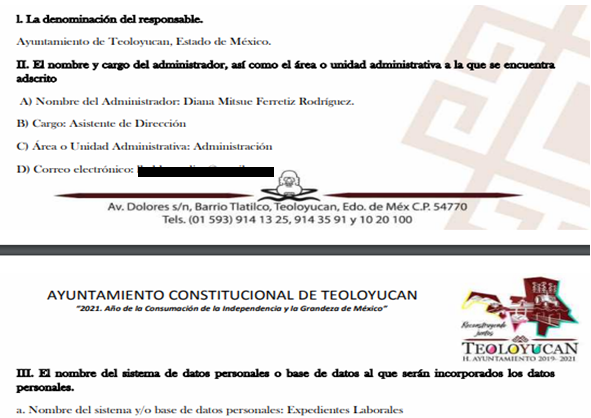 l. La denominación del responsable.
Ayuntamiento de Teoloyucan, Estado de México.
II. El nombre y cargo del administrador, así como el área o unidad administrativa a la que se encuentra
adscrito
A) Nombre del Administrador: Diana Mitsue Ferretiz Rodríguez.
B) Cargo: Asistente de Dirección
C) Área o Unidad Administrativa: Administración
D) Correo electrónico:
Av. Dolores s/n, Barrio Tlatilco, Teoloyucan, Edo. de Méx C.P. 54770
Tels. (01 593) 914 13 25, 914 35 91 y 10 20 100
AYUNTAMIENTO CONSTITUCIONAL DE TEOLOYUCAN
"2021. Año de la Consumación de la Independencia y la Grandeza de México"
Reconstruyendo
Juntos
TEOLOYUCAN
H. AYUNTAMIENTO 2019- 2021
III. El nombre del sistema de datos personales o base de datos al que serán incorporados los datos
personales.
a. Nombre del sistema y/o base de datos personales: Expedientes Laborales